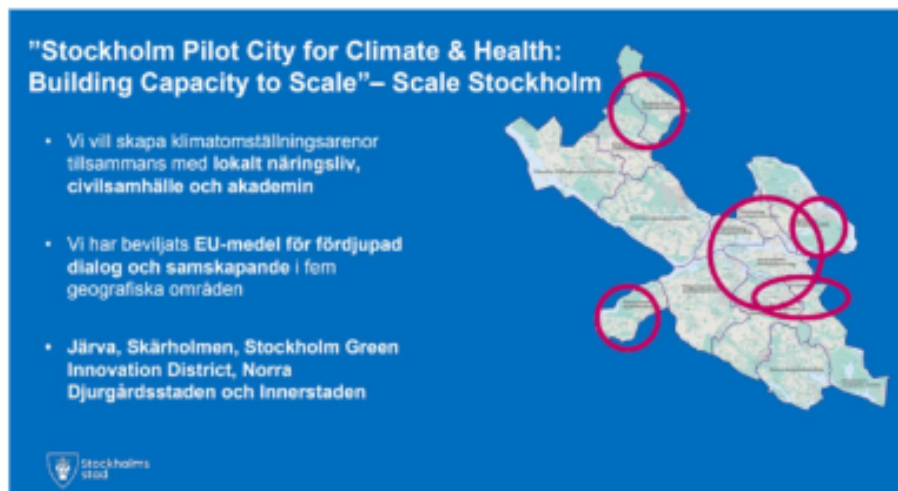 ”Stockholm Pilot City for Climate & Health:
Building Capacity to Scale”– Scale Stockholm
• Vi vill skapa klimatomställningsarenor
tillsammans med lokalt näringsliv,
civilsamhälle och akademin
• Vi har beviljats EU-medel för fördjupad
dialog och samskapande i fem
geografiska områden
• Järva, Skärholmen, Stockholm Green
Innovation District, Norra
Djurgårdsstaden och Innerstaden
Stockholms
stad